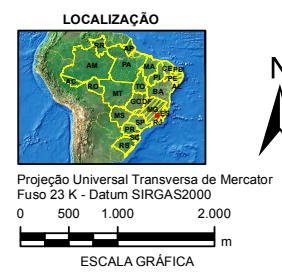 LOCALIZAÇÃO
RR AP
AM PA MA CE PB
PI PE
AC RO TO AL
MT BA
GO DF
MS MG ES
SP RJ
PR
SC
RS
N
Projeção Universal Transversa de Mercator
Fuso 23 K - Datum SIRGAS2000
0 500 1.000 2.000
m
ESCALA GRÁFICA